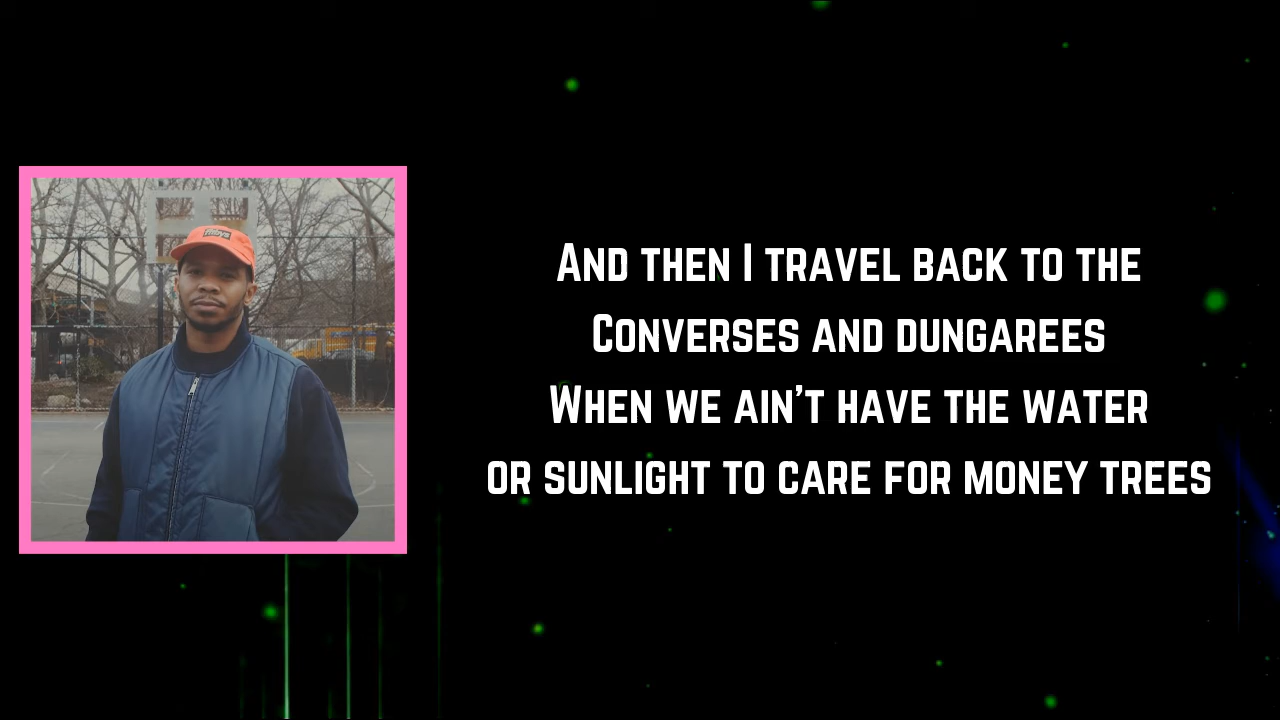 And then I travel back to the
Converses and dungarees
When we ain't have the water
or sunlight to care for money trees